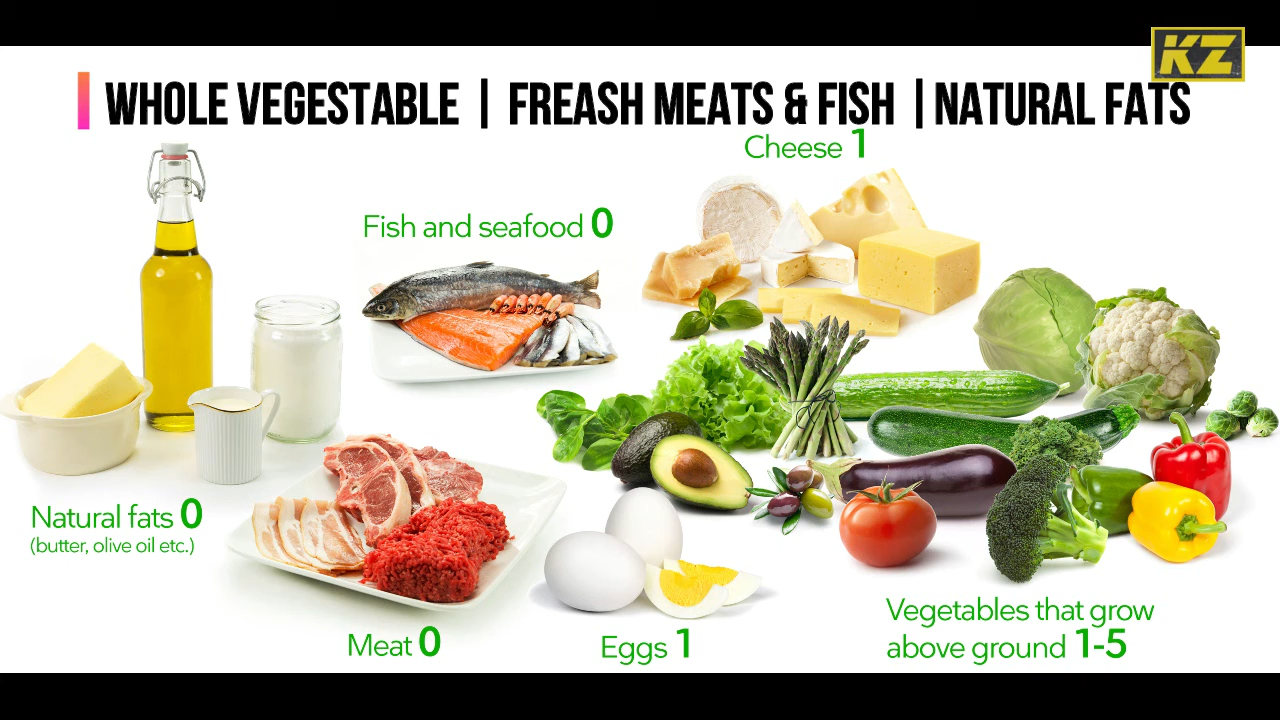 KZ
WHOLE VEGESTABLE | FREASH MEATS & FISH | NATURAL FATS
Cheese 1
Fish and seafood 0
Natural fats 0
(butter, olive oil etc.)
Meat 0
Eggs 1
Vegetables that grow
above ground 1-5